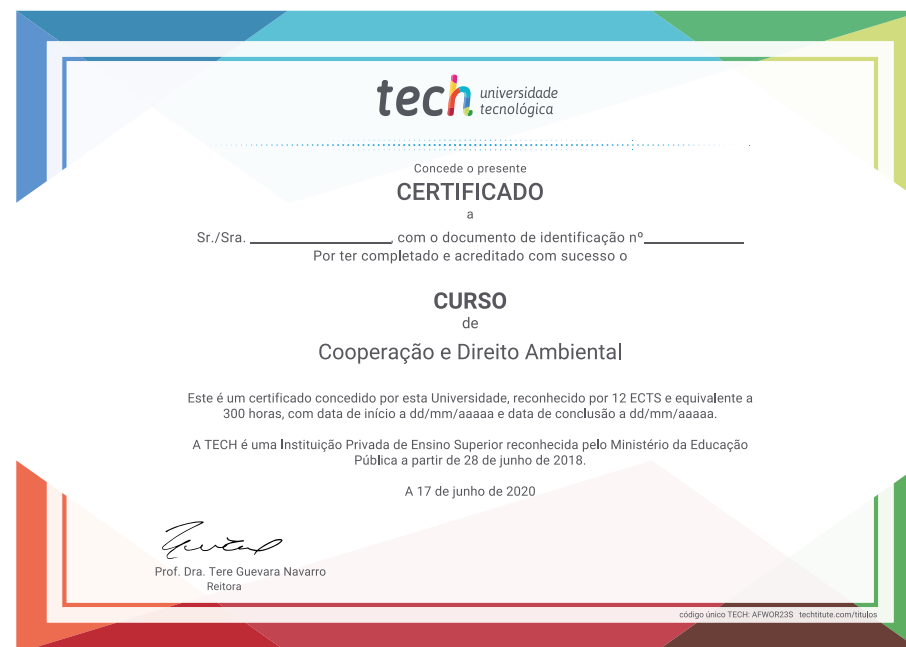 tech universidade
tecnológica
Concede o presente
CERTIFICADO
a
Sr./Sra. , com o documento de identificação nº
Por ter completado e acreditado com sucesso o
CURSO
de
Cooperação e Direito Ambiental
Este é um certificado concedido por esta Universidade, reconhecido por 12 ECTS e equivalente a
300 horas, com data de início a dd/mm/aaaaa e data de conclusão a dd/mm/aaaaa.
A TECH é uma Instituição Privada de Ensino Superior reconhecida pelo Ministério da Educação
Pública a partir de 28 de junho de 2018.
A 17 de junho de 2020
Prof. Dra. Tere Guevara Navarro
Reitora
código único TECH: AFWOR23S techtitute.com/titulos